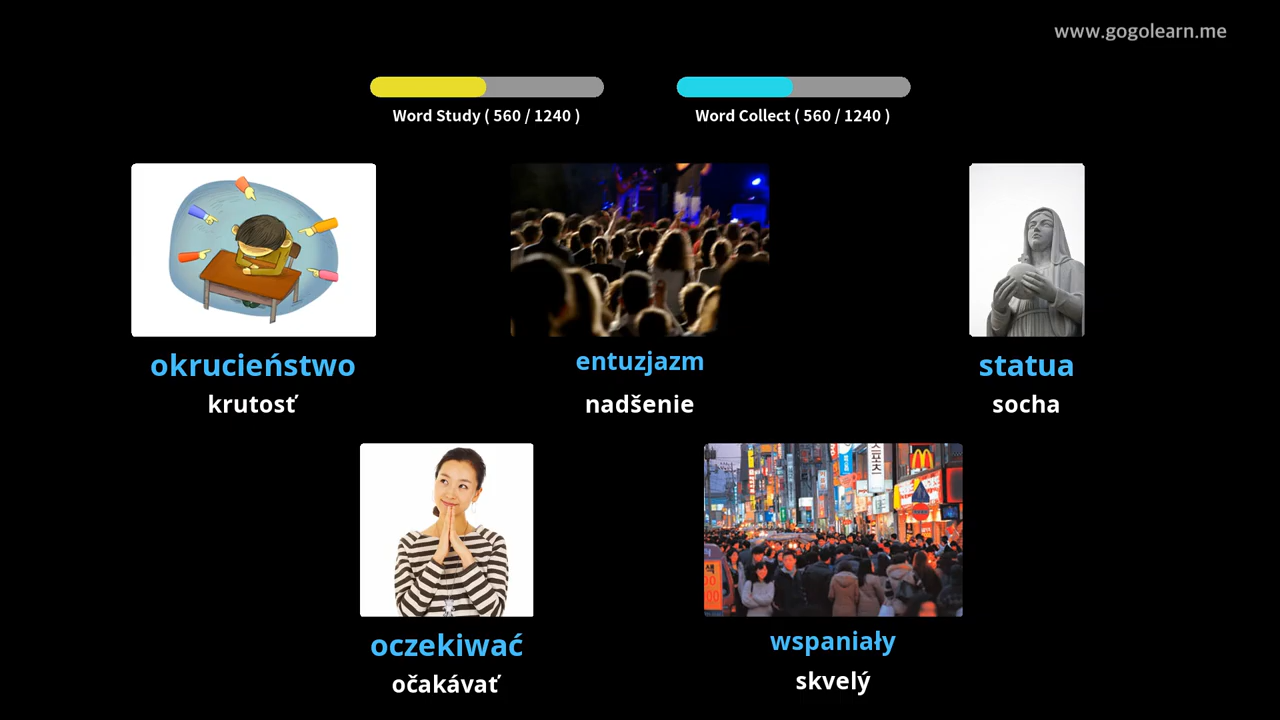 www.gogolearn.me
Word Study ( 560 / 1240 )
Word Collect ( 560 / 1240 )
okrucieństwo
krutosť
entuzjazm
nadšenie
statua
socha
oczekiwać
očakávať
wspaniały
skvelý